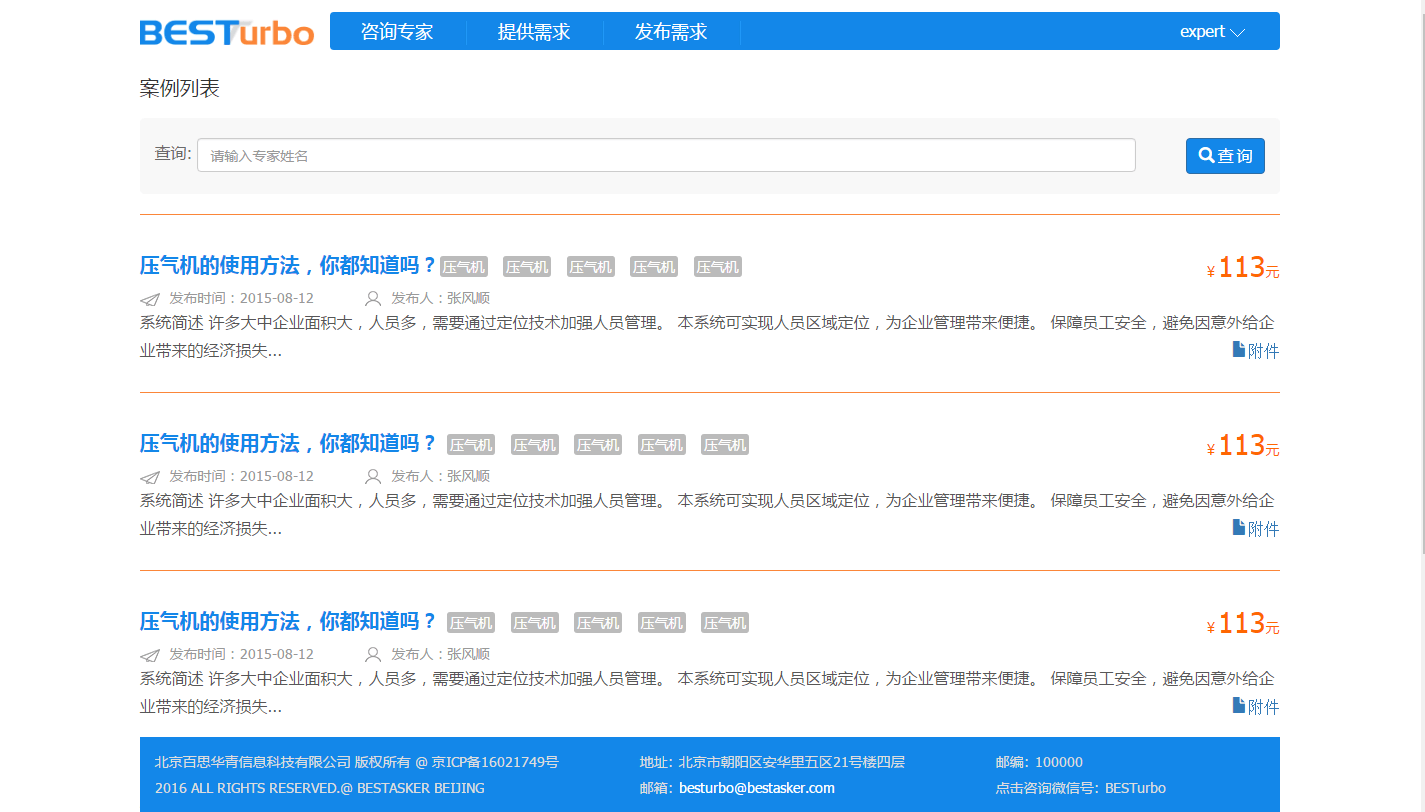 BESTurbo 咨询专家 提供需求 发布需求 expert
案例列表
查询: 请输入专家姓名 查询
压气机的使用方法，你都知道吗？ 压气机 压气机 压气机 压气机 压气机 ¥113元
发布时间：2015-08-12 发布人：张风顺
系统简述 许多大中企业面积大，人员多，需要通过定位技术加强人员管理。 本系统可实现人员区域定位，为企业管理带来便捷。 保障员工安全，避免因意外给企
业带来的经济损失... 附件
压气机的使用方法，你都知道吗？ 压气机 压气机 压气机 压气机 压气机 ¥113元
发布时间：2015-08-12 发布人：张风顺
系统简述 许多大中企业面积大，人员多，需要通过定位技术加强人员管理。 本系统可实现人员区域定位，为企业管理带来便捷。 保障员工安全，避免因意外给企
业带来的经济损失... 附件
压气机的使用方法，你都知道吗？ 压气机 压气机 压气机 压气机 压气机 ¥113元
发布时间：2015-08-12 发布人：张风顺
系统简述 许多大中企业面积大，人员多，需要通过定位技术加强人员管理。 本系统可实现人员区域定位，为企业管理带来便捷。 保障员工安全，避免因意外给企
业带来的经济损失... 附件
北京百思华青信息科技有限公司 版权所有 @ 京ICP备16021749号 地址: 北京市朝阳区安华里五区21号楼四层 邮编: 100000
2016 ALL RIGHTS RESERVED.@ BESTASKER BEIJING 邮箱: besturbo@bestasker.com 点击咨询微信号: BESTurbo